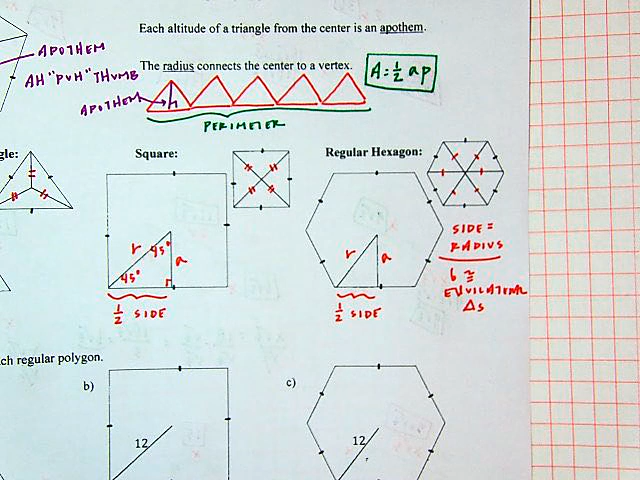 Each altitude of a triangle from the center is an apothem.
APOTHEM
The radius connects the center to a vertex.
A = 1/2 ap
AH "PUH" THUMB
APOTHEM
PERIMETER
gle:
Square:
Regular Hexagon:
SIDE =
RADIUS
r 45°
a
r
a
45°
6 ≅
EQUILATERAL
Δs
1/2 SIDE
1/2 SIDE
ch regular polygon.
b)
c)
12
12